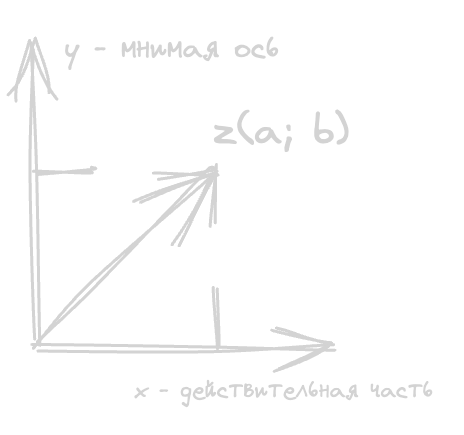 y - мнимая ось
z(a; b)
x - действительная часть